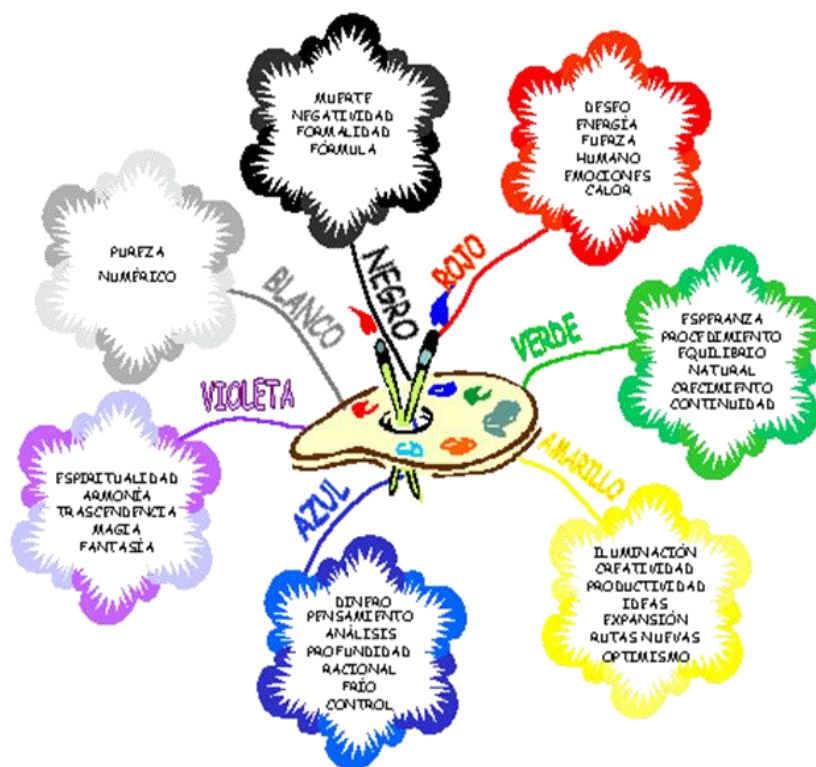 MUERTE
NEGATIVIDAD
FORMALIDAD
FÓRMULA
NEGRO
DESEO
ENERGÍA
FUERZA
HUMANO
EMOCIONES
CALOR
ROJO
PUREZA
NUMÉRICO
BLANCO
ESPERANZA
PROCEDIMIENTO
EQUILIBRIO
NATURAL
CRECIMIENTO
CONTINUIDAD
VERDE
VIOLETA
ESPIRITUALIDAD
ARMONÍA
TRASCENDENCIA
MAGIA
FANTASÍA
AMARILLO
ILUMINACIÓN
CREATIVIDAD
PRODUCTIVIDAD
IDEAS
EXPANSIÓN
RUTAS NUEVAS
OPTIMISMO
AZUL
DINERO
PENSAMIENTO
ANÁLISIS
PROFUNDIDAD
RACIONAL
FRÍO
CONTROL